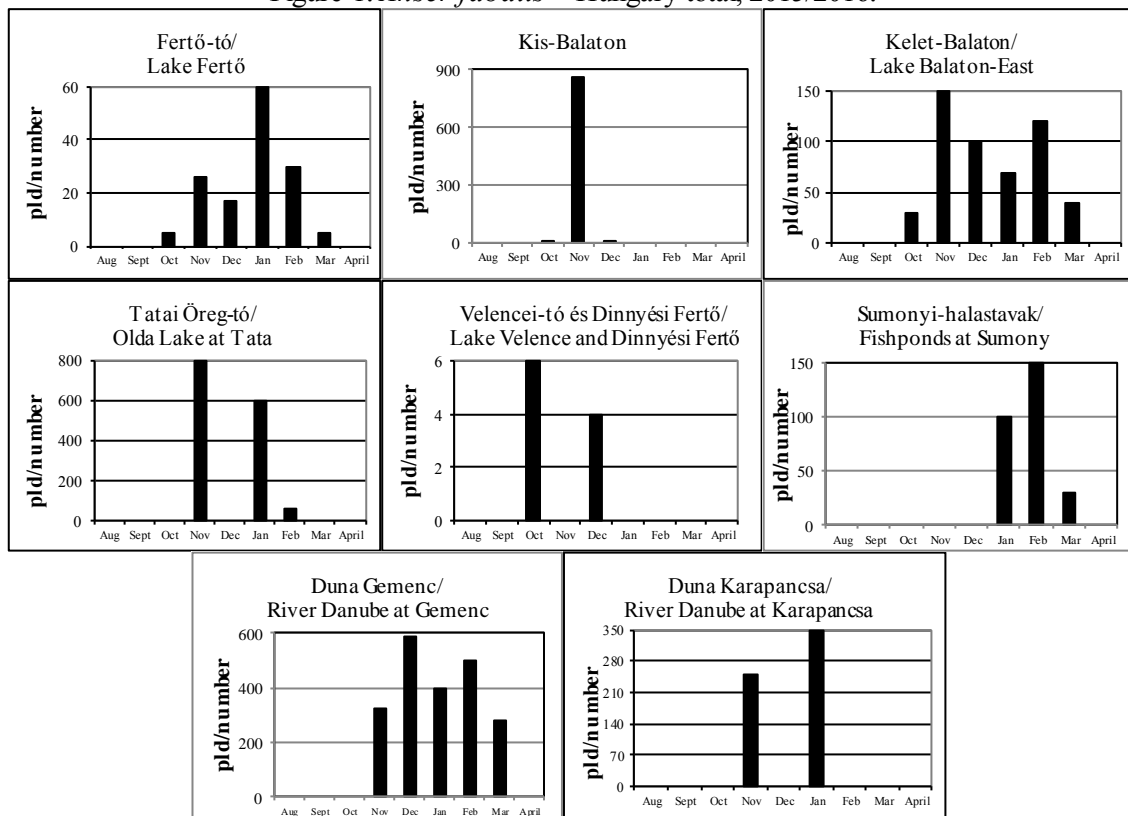 Anser fabalis – Hungary total, 2015/2016.
Fertő-tó/
Lake Fertő
pld/number
60
40
20
0
Aug Sept Oct Nov Dec Jan Feb Mar April
Kis-Balaton
pld/number
900
600
300
0
Aug Sept Oct Nov Dec Jan Feb Mar April
Kelet-Balaton/
Lake Balaton-East
pld/number
150
100
50
0
Aug Sept Oct Nov Dec Jan Feb Mar April
Tatai Öreg-tó/
Olda Lake at Tata
pld/number
800
600
400
200
0
Aug Sept Oct Nov Dec Jan Feb Mar April
Velencei-tó és Dinnyési Fertő/
Lake Velence and Dinnyési Fertő
pld/number
6
4
2
0
Aug Sept Oct Nov Dec Jan Feb Mar April
Sumonyi-halastavak/
Fishponds at Sumony
pld/number
150
100
50
0
Aug Sept Oct Nov Dec Jan Feb Mar April
Duna Gemenc/
River Danube at Gemenc
pld/number
600
400
200
0
Aug Sept Oct Nov Dec Jan Feb Mar April
Duna Karapancsa/
River Danube at Karapancsa
pld/number
350
280
210
140
70
0
Aug Sept Oct Nov Dec Jan Feb Mar April